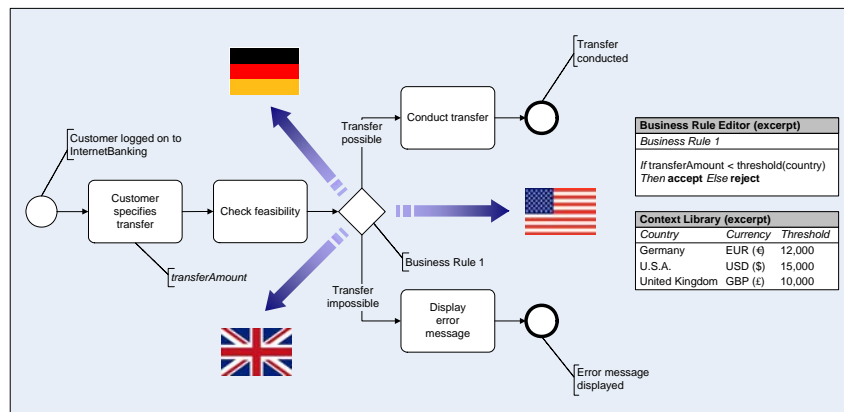 Transfer
conducted
Customer logged on to
InternetBanking
Customer
specifies
transfer
transferAmount
Check feasibility
Transfer
possible
Conduct transfer
Business Rule 1
Transfer
impossible
Display
error
message
Error message
displayed
Business Rule Editor (excerpt)
Business Rule 1
If transferAmount < threshold(country)
Then accept Else reject
Context Library (excerpt)
Country Currency Threshold
Germany EUR (€) 12,000
U.S.A. USD ($) 15,000
United Kingdom GBP (£) 10,000